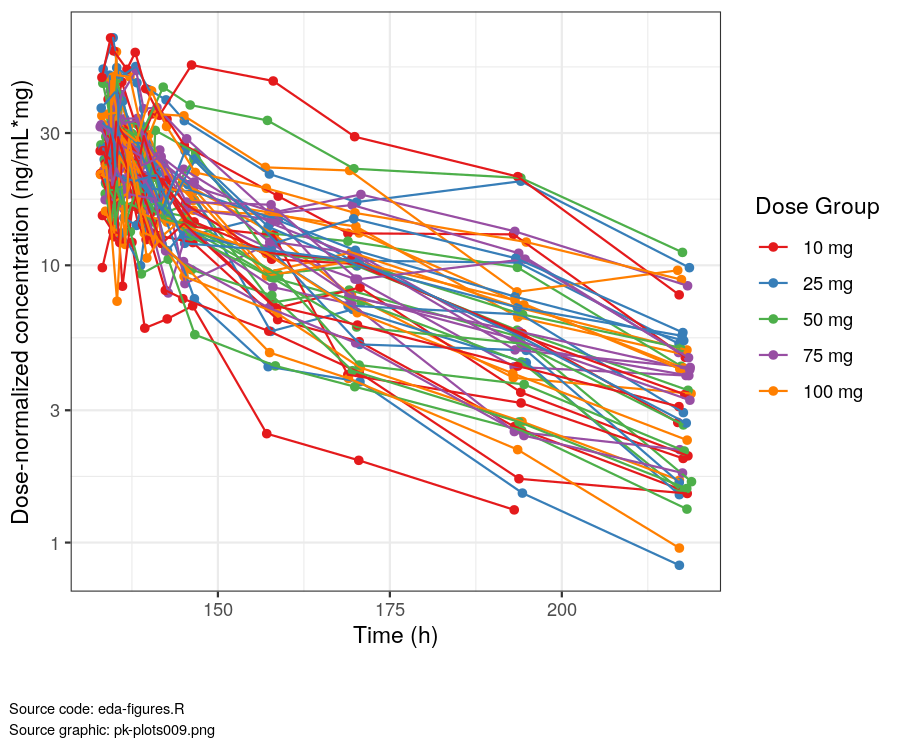 Dose-normalized concentration (ng/mL*mg)
30
10
3
1
150
175
200
Time (h)
Dose Group
10 mg
25 mg
50 mg
75 mg
100 mg
Source code: eda-figures.R
Source graphic: pk-plots009.png